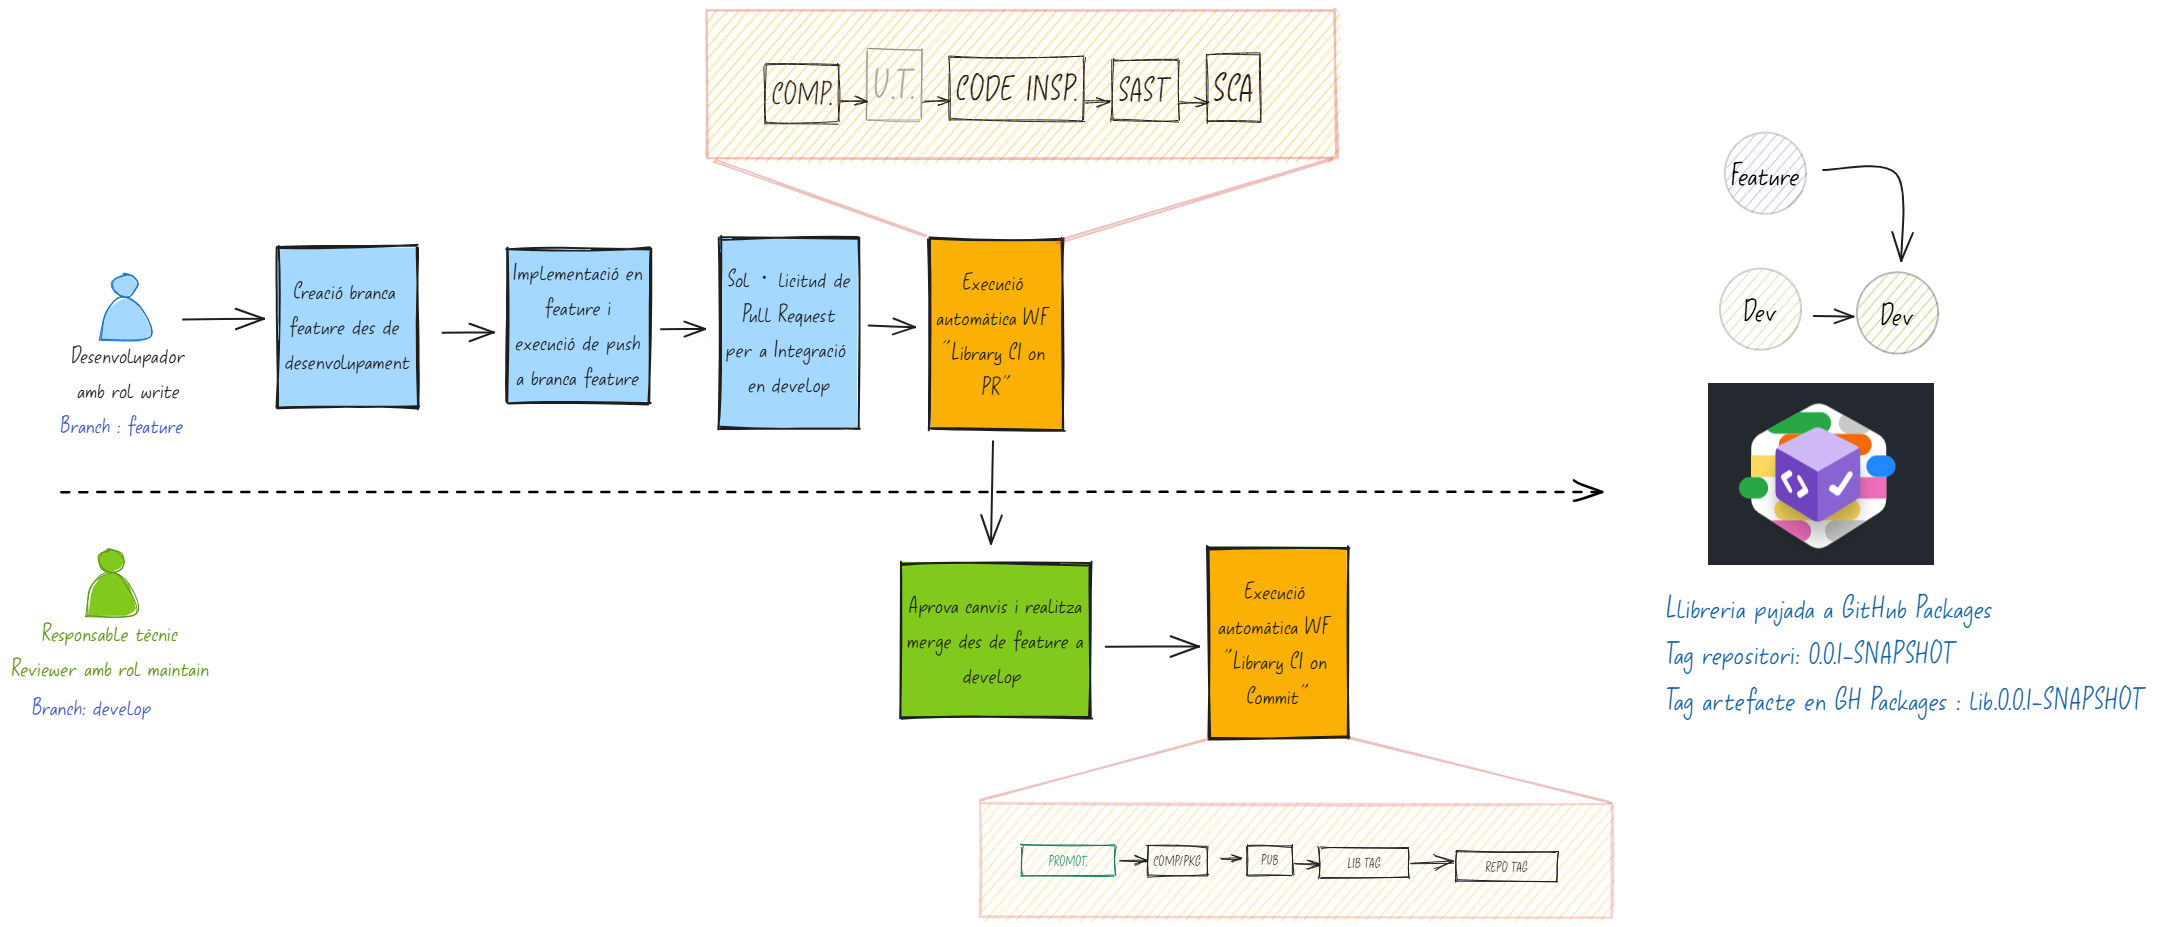 COMP.
U.T.
CODE INSP.
SAST
SCA
Desenvolupador
amb rol write
Branch : feature
Creació branca
feature des de
desenvolupament
Implementació en
feature i
execució de push
a branca feature
Sol · licitud de
Pull Request
per a Integració
en develop
Execució
automàtica WF
"Library CI on
PR"
Feature
Dev
Dev
Responsable tècnic
Reviewer amb rol maintain
Branch: develop
Aprova canvis i realitza
merge des de feature a
develop
Execució
automàtica WF
"Library CI on
Commit"
Llibreria pujada a GitHub Packages
Tag repositori: 0.0.1-SNAPSHOT
Tag artefacte en GH Packages : Lib.0.0.1-SNAPSHOT
PROMOT.
COMP/PKG
PUB
LIB TAG
REPO TAG